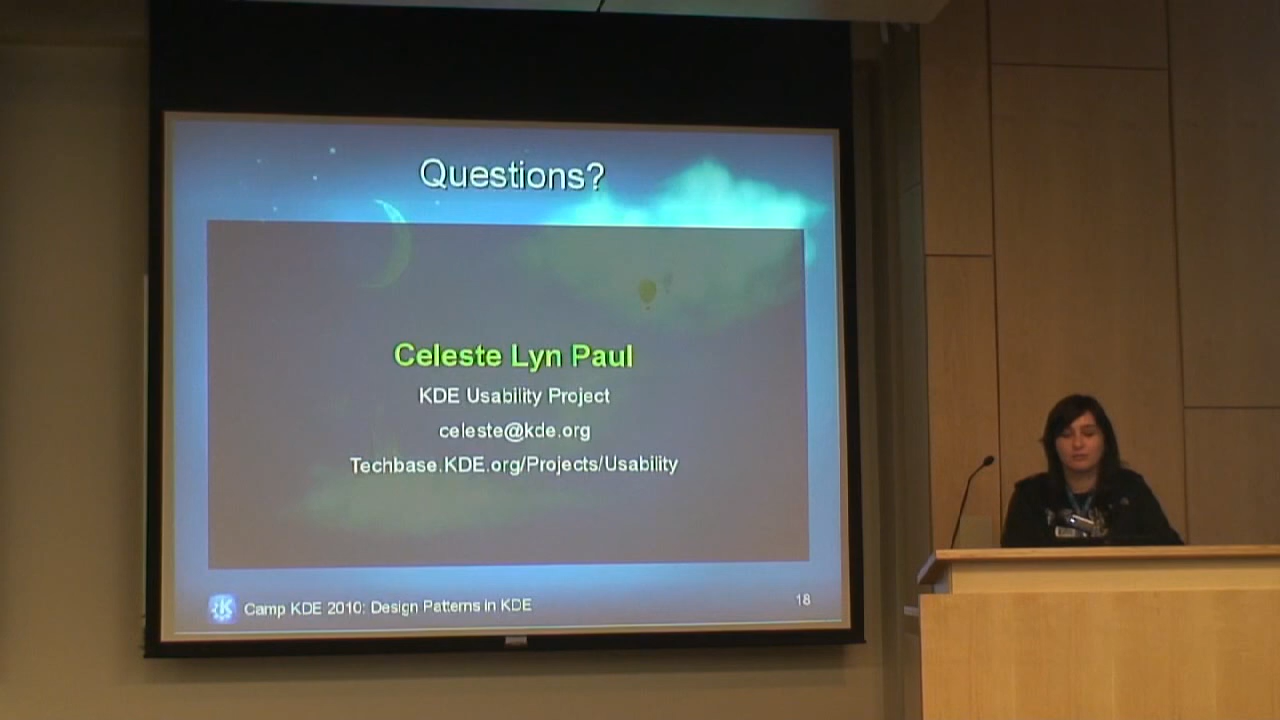 Questions?
Celeste Lyn Paul
KDE Usability Project
celeste@kde.org
Techbase.KDE.org/Projects/Usability
Camp KDE 2010: Design Patterns in KDE
18